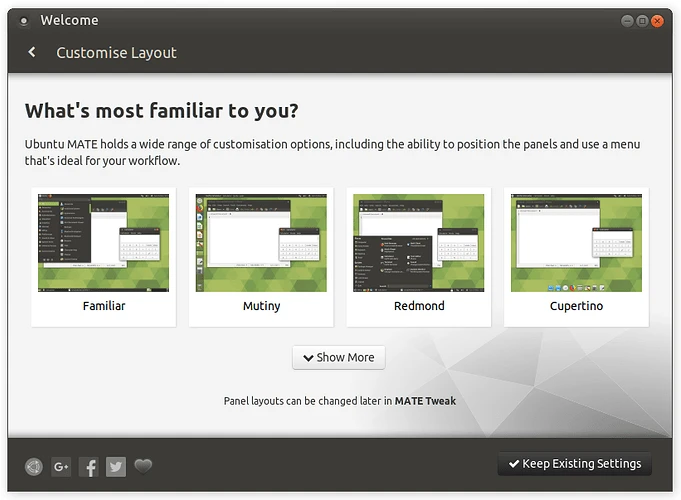 Welcome
Customise Layout
What's most familiar to you?
Ubuntu MATE holds a wide range of customisation options, including the ability to position the panels and use a menu
that's ideal for your workflow.
Familiar
Mutiny
Redmond
Cupertino
Show More
Panel layouts can be changed later in MATE Tweak
G+
Keep Existing Settings